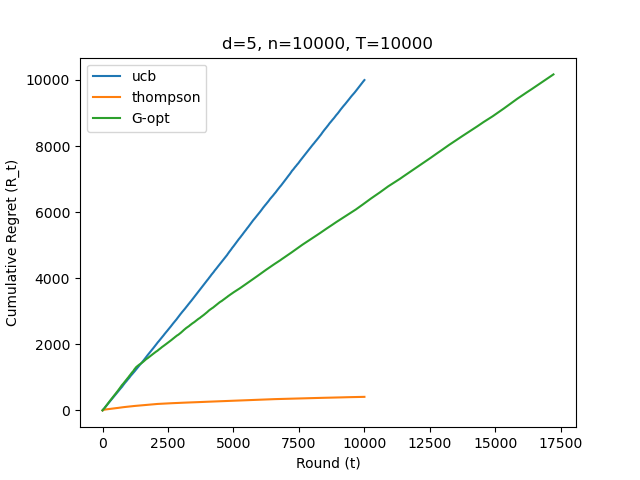 d=5, n=10000, T=10000
ucb
thompson
G-opt
Cumulative Regret (R_t)
10000
8000
6000
4000
2000
0
0 2500 5000 7500 10000 12500 15000 17500
Round (t)